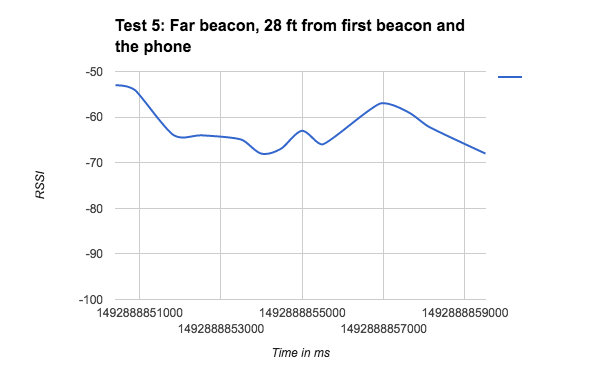 Test 5: Far beacon, 28 ft from first beacon and
the phone
-50
-60
-70
-80
-90
-100
RSSI
1492888851000 1492888855000 1492888859000
1492888853000 1492888857000
Time in ms